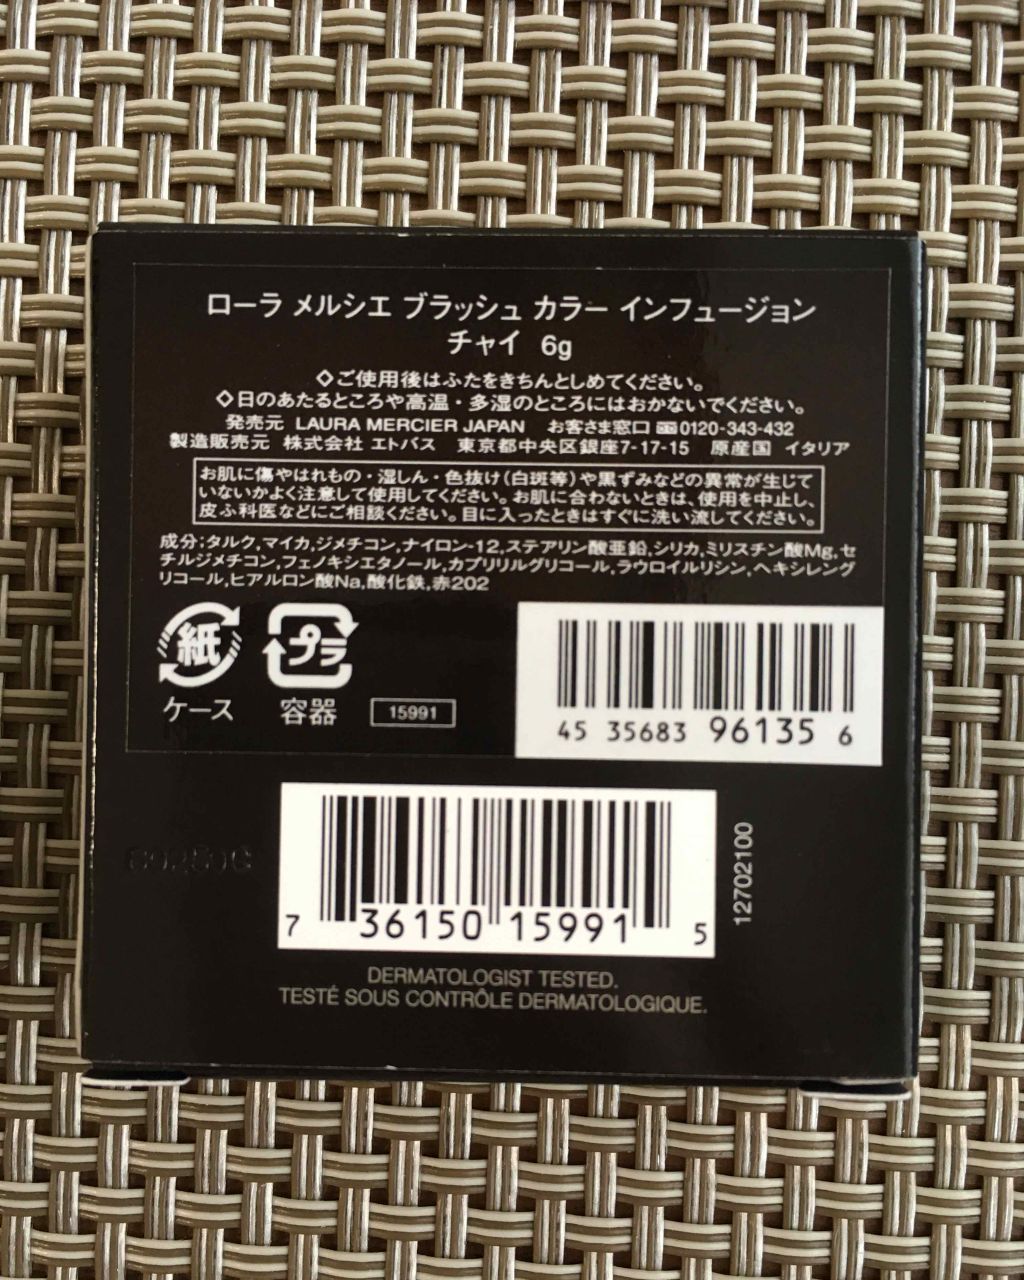 ローラ メルシエ ブラッシュ カラー インフュージョン
チャイ 6g
◇ご使用後はふたをきちんとしめてください。
◇日のあたるところや高温・多湿のところにはおかないでください。
発売元 LAURA MERCIER JAPAN お客さま窓口 0120-343-432
製造販売元 株式会社 エトバス 東京都中央区銀座7-17-15 原産国 イタリア
お肌に傷やはれもの・湿しん・色抜け(白斑等)や黒ずみなどの異常が生じて
いないかよく注意して使用してください。お肌に合わないときは、使用を中止し、
皮ふ科医などにご相談ください。目に入ったときはすぐに洗い流してください。
成分;タルク,マイカ,ジメチコン,ナイロン-12,ステアリン酸亜鉛,シリカ,ミリスチン酸Mg,セ
チルジメチコン,フェノキシエタノール,カプリリルグリコール,ラウロイルリシン,ヘキシレング
リコール,ヒアルロン酸Na,酸化鉄,赤202
紙 プラ
ケース 容器 15991
45 35683 96135 6
7 36150 15991 5
12702100
DERMATOLOGIST TESTED.
TESTÉ SOUS CONTRÔLE DERMATOLOGIQUE.